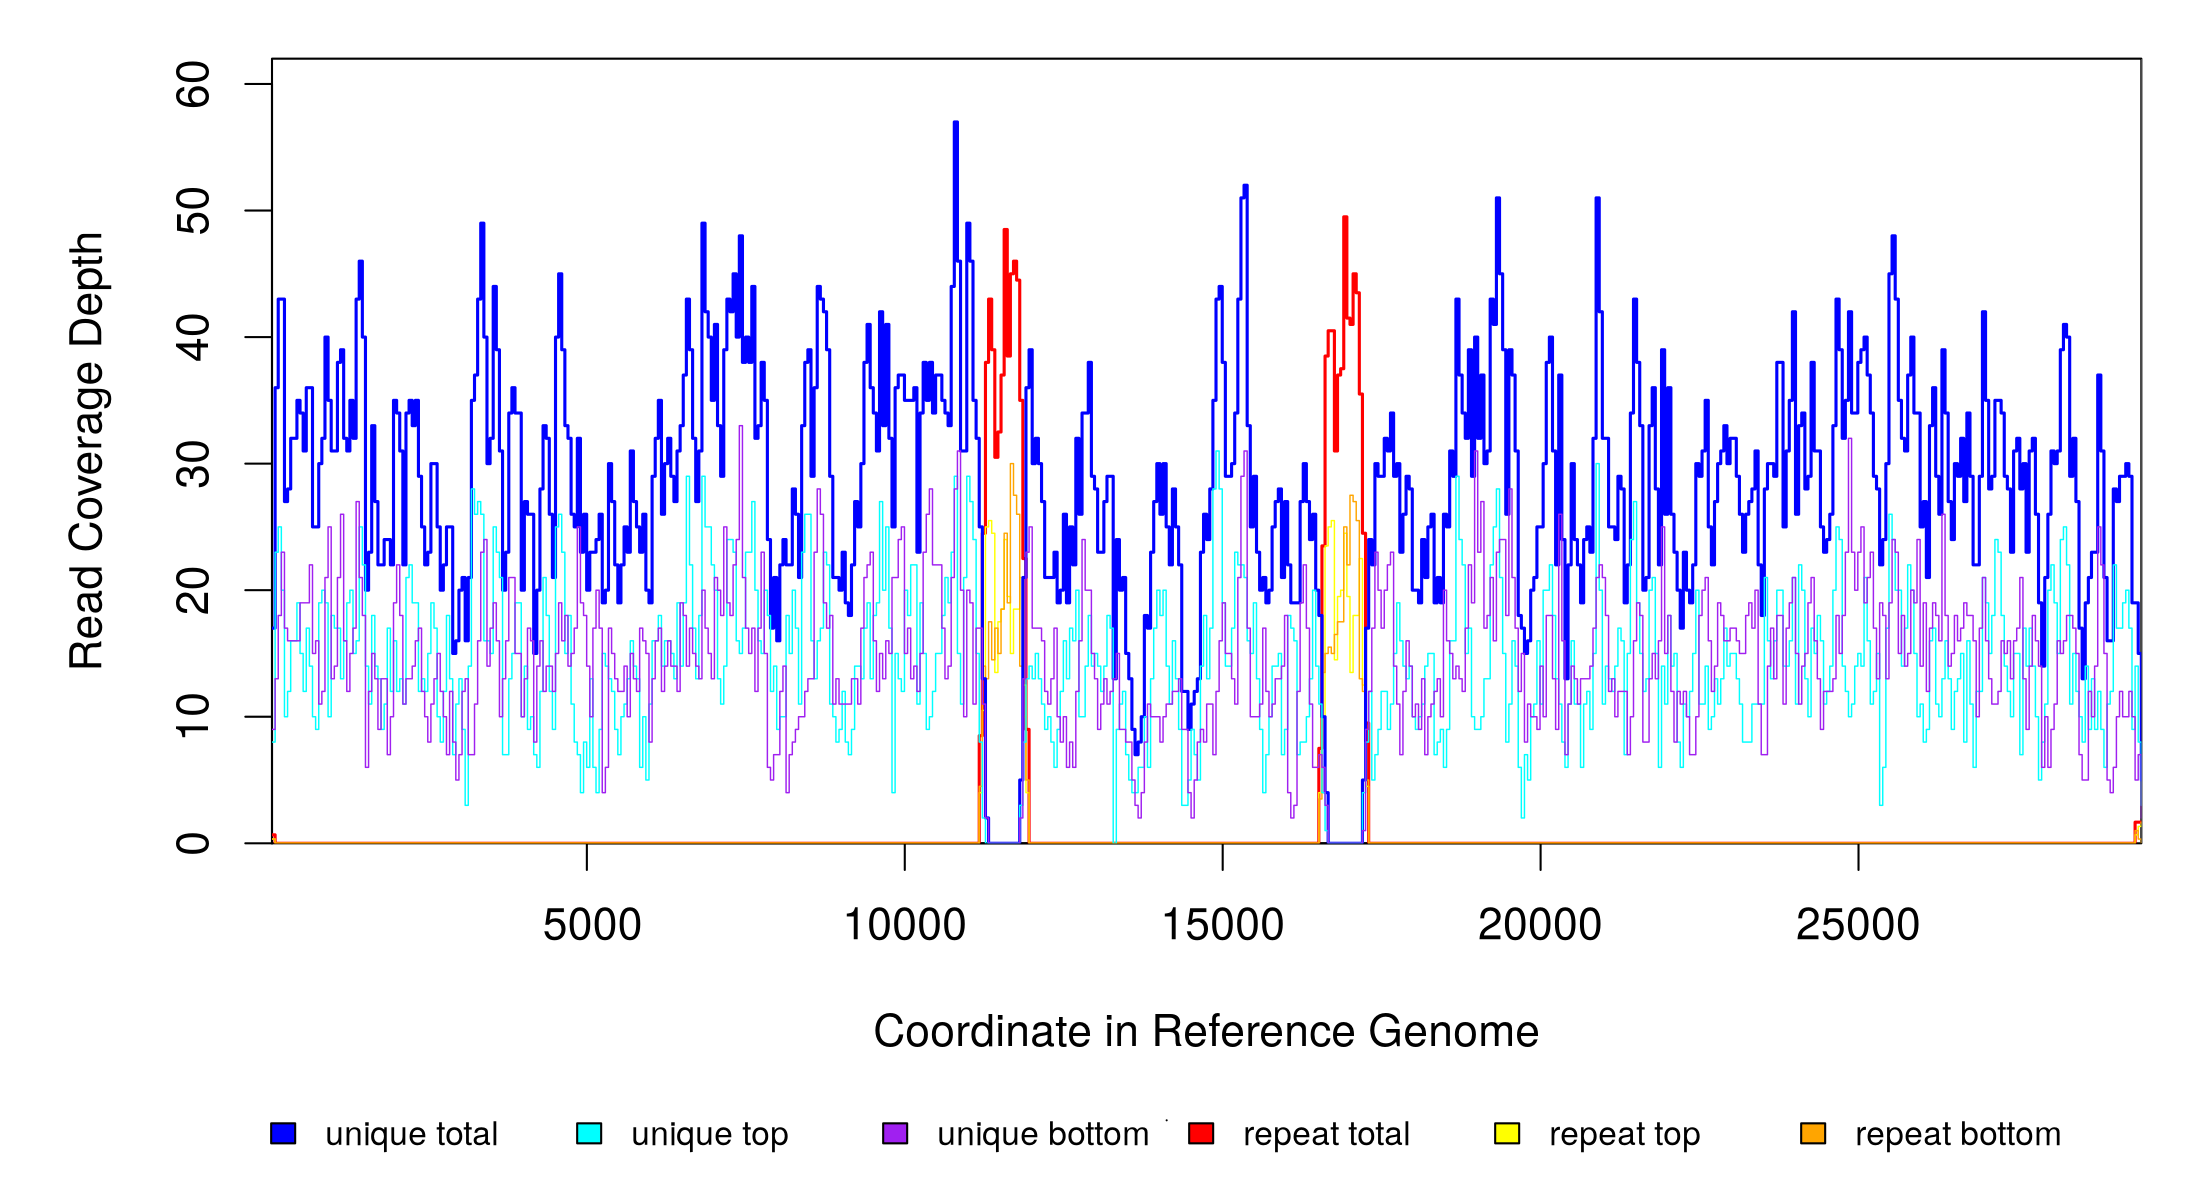 60
50
40
30
20
10
0
Read Coverage Depth
5000 10000 15000 20000 25000
Coordinate in Reference Genome
unique total unique top unique bottom repeat total repeat top repeat bottom